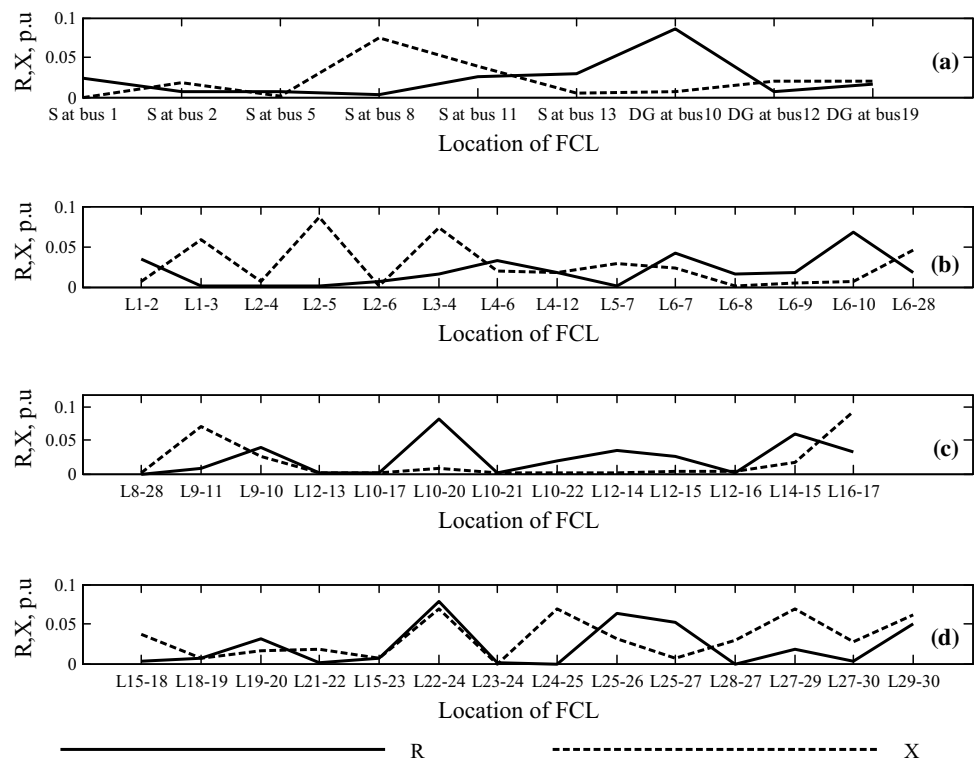 R,X, p.u
0.1
0.05
0
(a)
S at bus 1 S at bus 2 S at bus 5 S at bus 8 S at bus 11 S at bus 13 DG at bus10 DG at bus12 DG at bus19
Location of FCL
R,X, p.u
0.1
0.05
0
(b)
L1-2 L1-3 L2-4 L2-5 L2-6 L3-4 L4-6 L4-12 L5-7 L6-7 L6-8 L6-9 L6-10 L6-28
Location of FCL
R,X, p.u
0.1
0.05
0
(c)
L8-28 L9-11 L9-10 L12-13 L10-17 L10-20 L10-21 L10-22 L12-14 L12-15 L12-16 L14-15 L16-17
Location of FCL
R,X, p.u
0.1
0.05
0
(d)
L15-18 L18-19 L19-20 L21-22 L15-23 L22-24 L23-24 L24-25 L25-26 L25-27 L28-27 L27-29 L27-30 L29-30
Location of FCL
R X